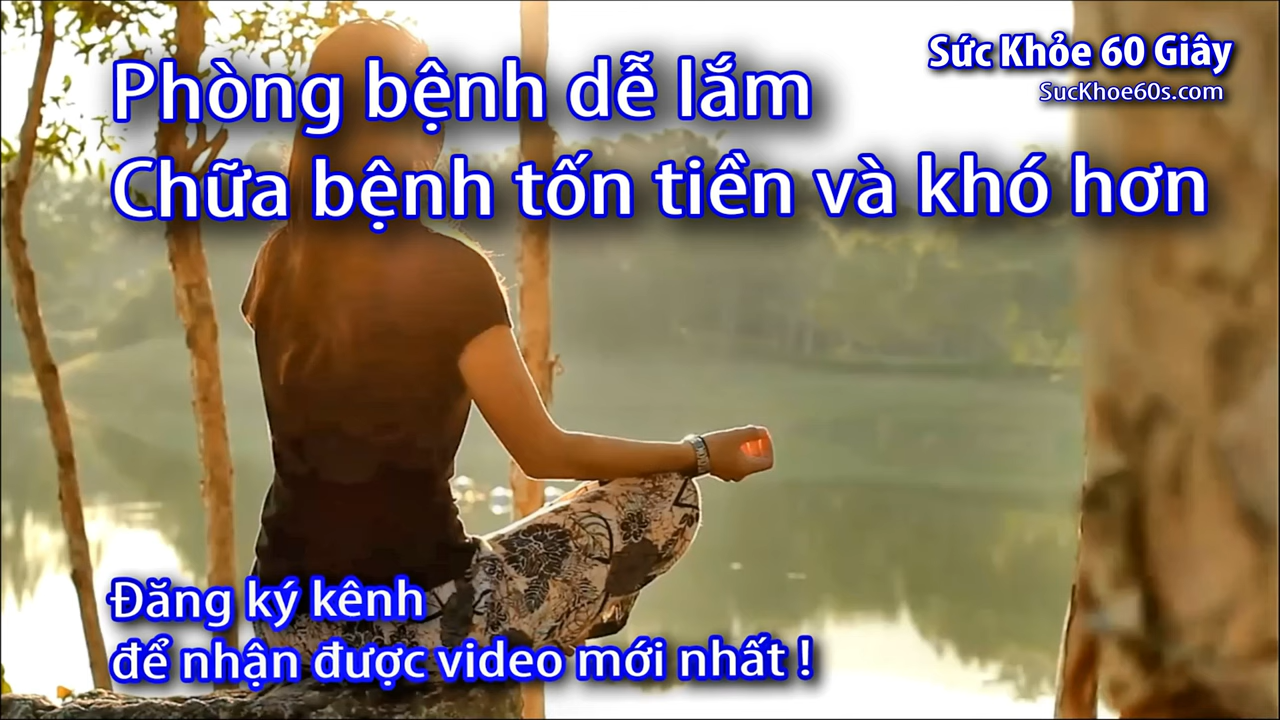 Sức Khỏe 60 Giây
SucKhoe60s.com
Phòng bệnh dễ lắm
Chữa bệnh tốn tiền và khó hơn
Đăng ký kênh
để nhận được video mới nhất !